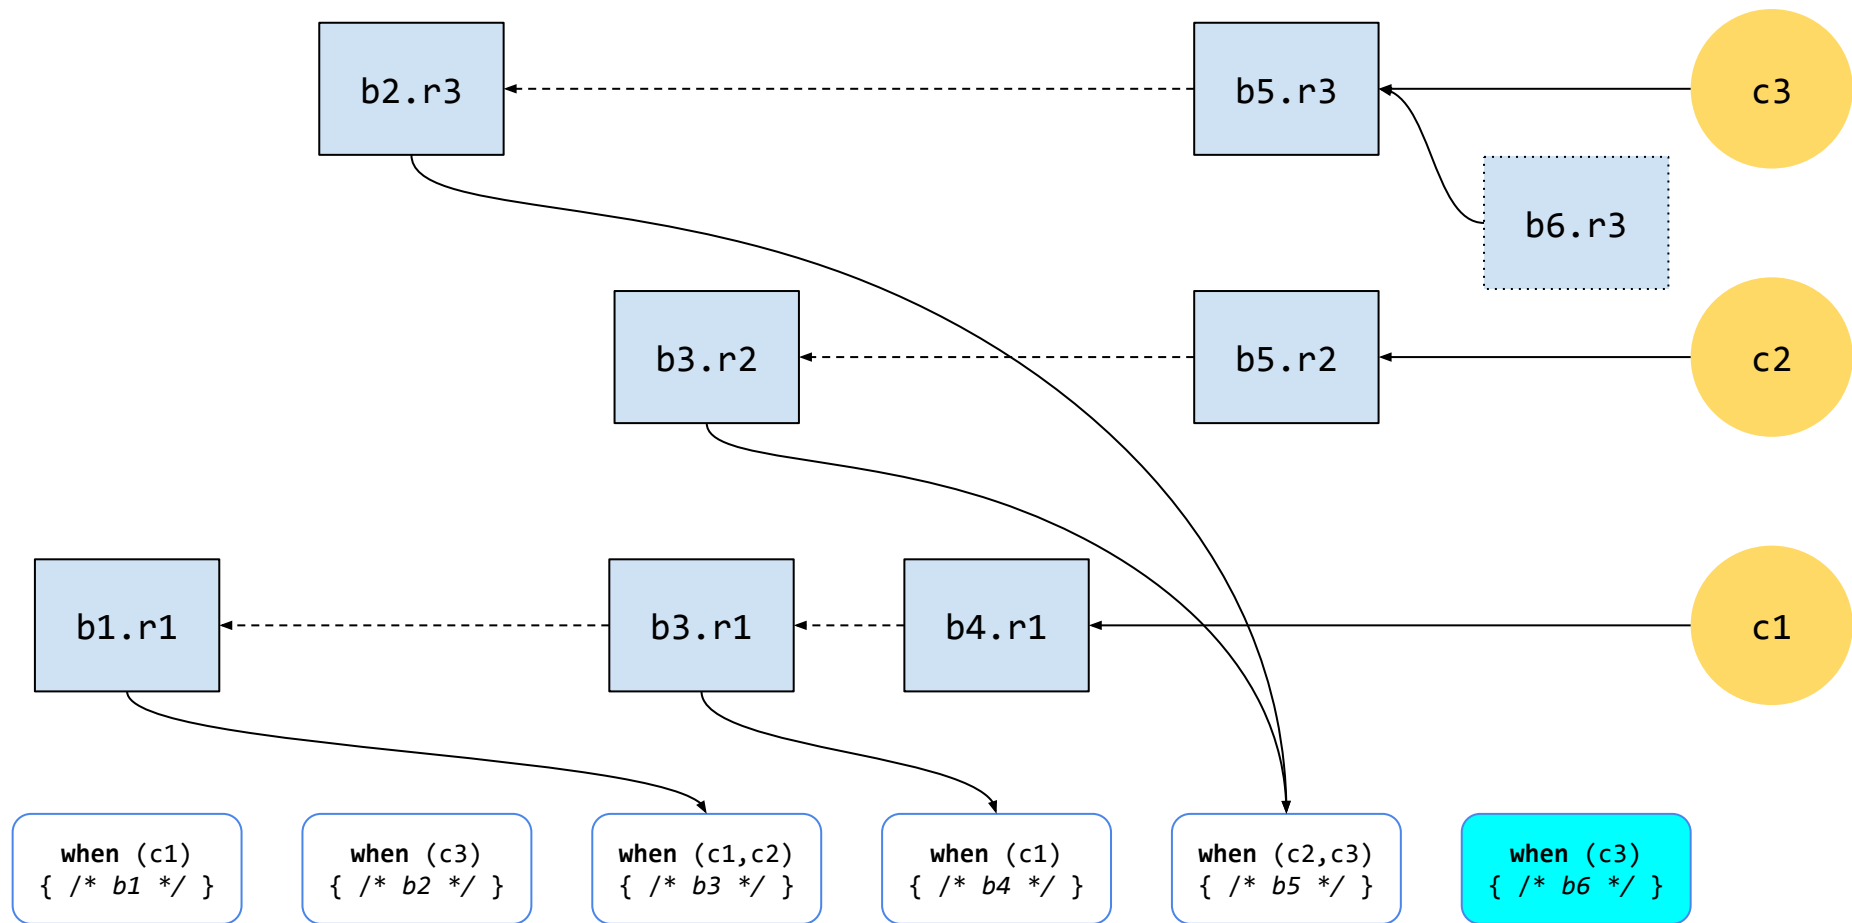 b2.r3
b5.r3
c3
b6.r3
b3.r2
b5.r2
c2
b1.r1
b3.r1
b4.r1
c1
when (c1)
{ /* b1 */ }
when (c3)
{ /* b2 */ }
when (c1,c2)
{ /* b3 */ }
when (c1)
{ /* b4 */ }
when (c2,c3)
{ /* b5 */ }
when (c3)
{ /* b6 */ }